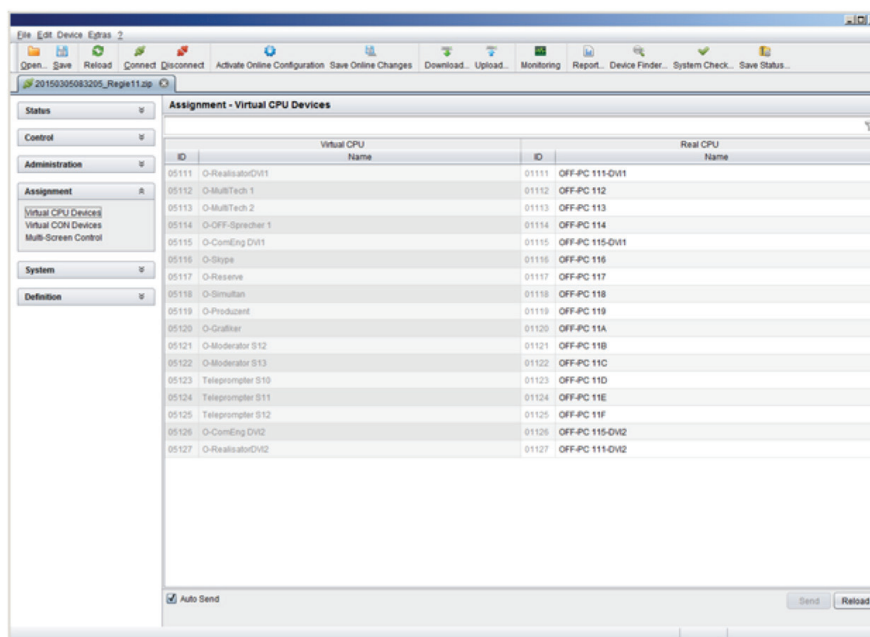 File Edit Device Extras ?
Open... Save Reload Connect Disconnect Activate Online Configuration Save Online Changes Download... Upload... Monitoring Report... Device Finder... System Check... Save Status...
20150305083205_Regie11.zip
Status
Control
Administration
Assignment
Virtual CPU Devices
Virtual CON Devices
Multi-Screen Control
System
Definition
Assignment - Virtual CPU Devices
Virtual CPU Real CPU
ID Name ID Name
05111 O-RealisatorDVI1 01111 OFF-PC 111-DVI1
05112 O-MultiTech 1 01112 OFF-PC 112
05113 O-MultiTech 2 01113 OFF-PC 113
05114 O-OFF-Sprecher 1 01114 OFF-PC 114
05115 O-ComEng DVI1 01115 OFF-PC 115-DVI1
05116 O-Skype 01116 OFF-PC 116
05117 O-Reserve 01117 OFF-PC 117
05118 O-Simultan 01118 OFF-PC 118
05119 O-Produzent 01119 OFF-PC 119
05120 O-Grafiker 01120 OFF-PC 11A
05121 O-Moderator S12 01121 OFF-PC 11B
05122 O-Moderator S13 01122 OFF-PC 11C
05123 Teleprompter S10 01123 OFF-PC 11D
05124 Teleprompter S11 01124 OFF-PC 11E
05125 Teleprompter S12 01125 OFF-PC 11F
05126 O-ComEng DVI2 01126 OFF-PC 115-DVI2
05127 O-RealisatorDVI2 01127 OFF-PC 111-DVI2
Auto Send
Send Reload